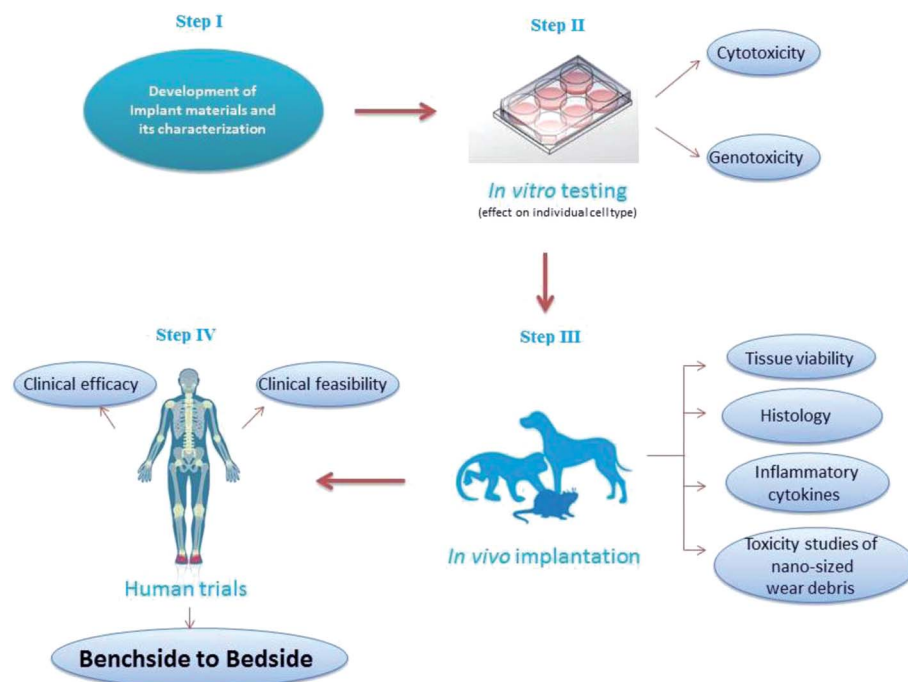 Step I
Development of
Implant materials and
its characterization
Step II
In vitro testing
(effect on individual cell type)
Cytotoxicity
Genotoxicity
Step III
In vivo implantation
Tissue viability
Histology
Inflammatory
cytokines
Toxicity studies of
nano-sized
wear debris
Step IV
Clinical efficacy
Clinical feasibility
Human trials
Benchside to Bedside